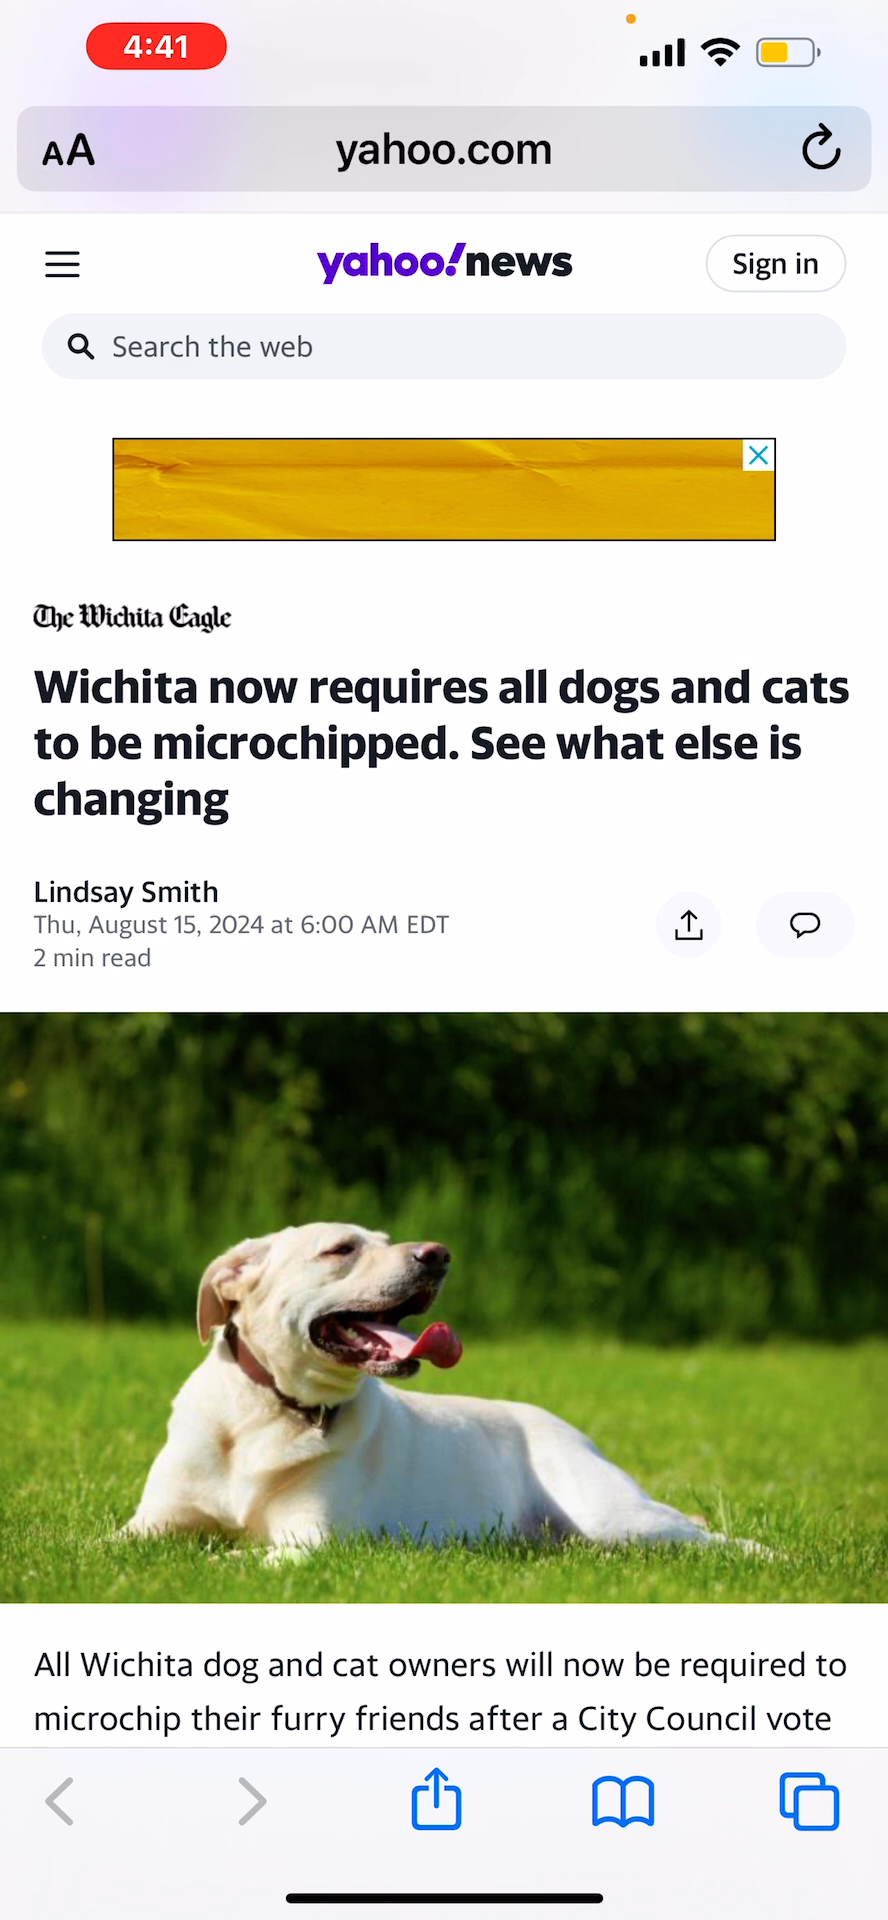 4:41
AA yahoo.com
yahoo!news
Sign in
Search the web
The Wichita Eagle
Wichita now requires all dogs and cats
to be microchipped. See what else is
changing
Lindsay Smith
Thu, August 15, 2024 at 6:00 AM EDT
2 min read
All Wichita dog and cat owners will now be required to
microchip their furry friends after a City Council vote